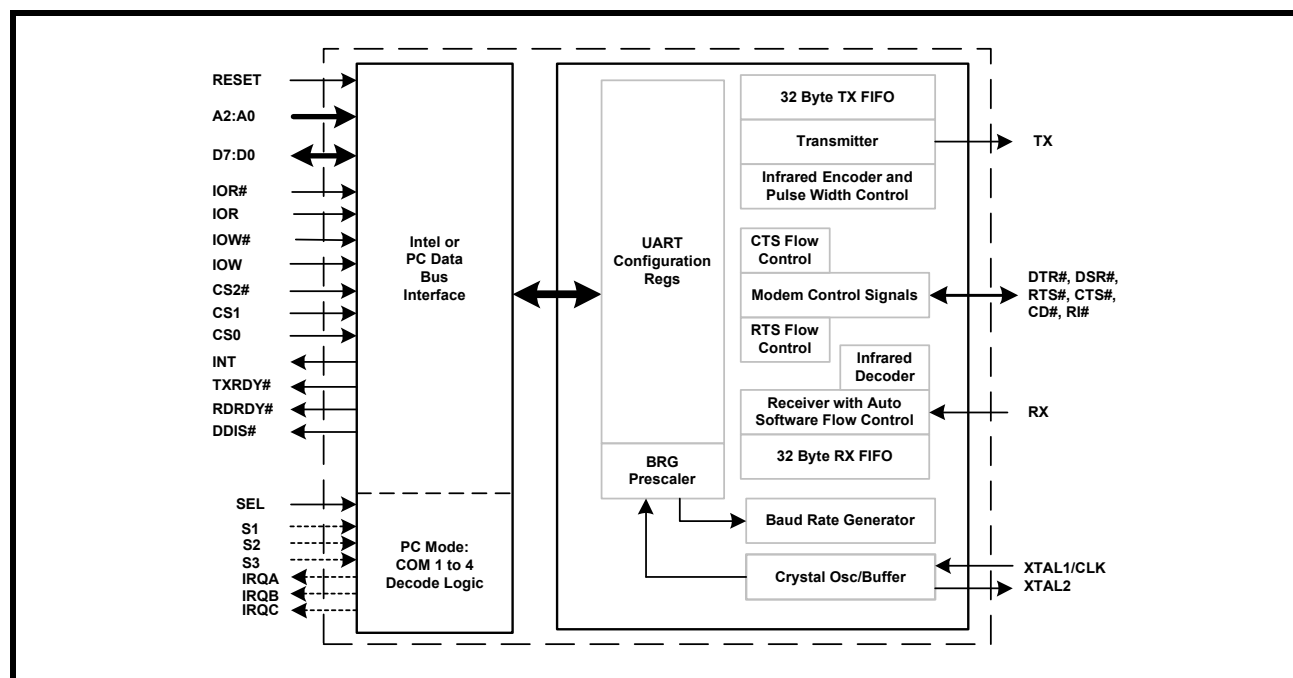 RESET
A2:A0
D7:D0
IOR#
IOR
IOW#
IOW
CS2#
CS1
CS0
INT
TXRDY#
RDRDY#
DDIS#
SEL
S1
S2
S3
IRQA
IRQB
IRQC
Intel or
PC Data
Bus
Interface
PC Mode:
COM 1 to 4
Decode Logic
UART
Configuration
Regs
BRG
Prescaler
32 Byte TX FIFO
Transmitter
Infrared Encoder and
Pulse Width Control
CTS Flow
Control
Modem Control Signals
RTS Flow
Control
Infrared
Decoder
Receiver with Auto
Software Flow Control
32 Byte RX FIFO
Baud Rate Generator
Crystal Osc/Buffer
TX
DTR#, DSR#,
RTS#, CTS#,
CD#, RI#
RX
XTAL1/CLK
XTAL2